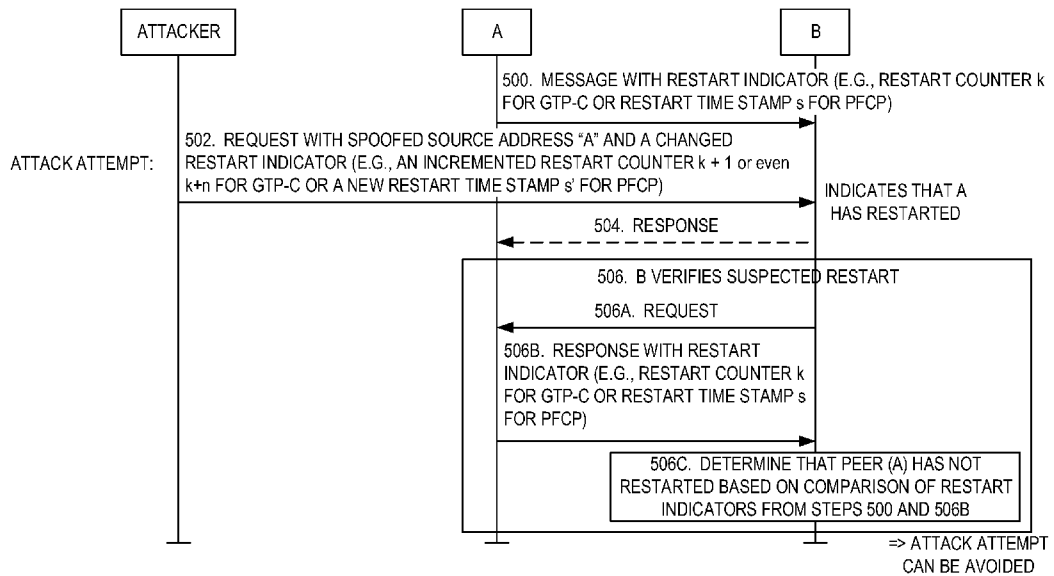 ATTACKER
A
B
500. MESSAGE WITH RESTART INDICATOR (E.G., RESTART COUNTER k
FOR GTP-C OR RESTART TIME STAMP s FOR PFCP)
ATTACK ATTEMPT:
502. REQUEST WITH SPOOFED SOURCE ADDRESS “A” AND A CHANGED
RESTART INDICATOR (E.G., AN INCREMENTED RESTART COUNTER k + 1 or even
k+n FOR GTP-C OR A NEW RESTART TIME STAMP s’ FOR PFCP)
INDICATES THAT A
HAS RESTARTED
504. RESPONSE
506. B VERIFIES SUSPECTED RESTART
506A. REQUEST
506B. RESPONSE WITH RESTART
INDICATOR (E.G., RESTART COUNTER k
FOR GTP-C OR RESTART TIME STAMP s
FOR PFCP)
506C. DETERMINE THAT PEER (A) HAS NOT
RESTARTED BASED ON COMPARISON OF RESTART
INDICATORS FROM STEPS 500 AND 506B
=> ATTACK ATTEMPT
CAN BE AVOIDED